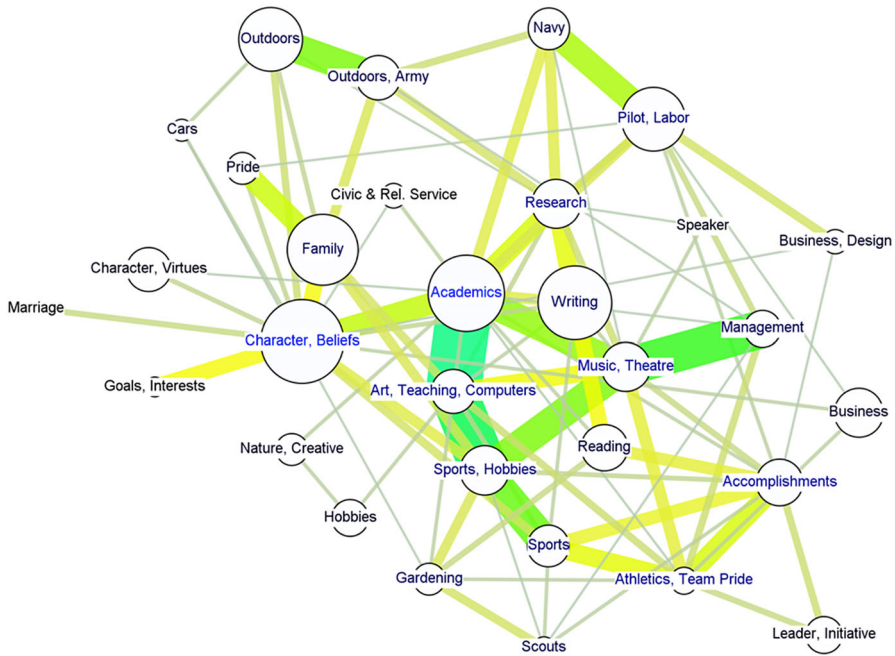 Navy
Outdoors
Outdoors, Army
Pilot, Labor
Cars
Pride
Civic & Rel. Service
Research
Speaker
Business, Design
Family
Character, Virtues
Academics
Writing
Marriage
Character, Beliefs
Management
Music, Theatre
Goals, Interests
Art, Teaching, Computers
Business
Nature, Creative
Reading
Sports, Hobbies
Accomplishments
Hobbies
Sports
Gardening
Athletics, Team Pride
Leader, Initiative
Scouts